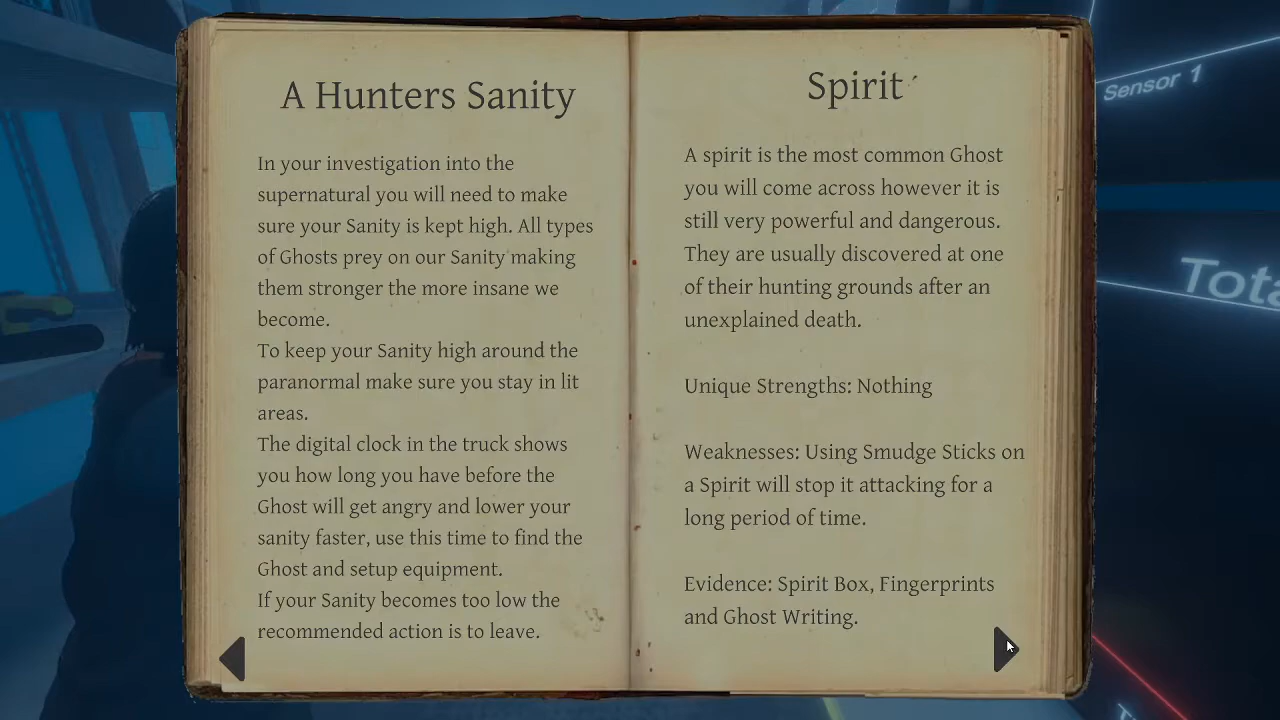 A Hunters Sanity
In your investigation into the
supernatural you will need to make
sure your Sanity is kept high. All types
of Ghosts prey on our Sanity making
them stronger the more insane we
become.
To keep your Sanity high around the
paranormal make sure you stay in lit
areas.
The digital clock in the truck shows
you how long you have before the
Ghost will get angry and lower your
sanity faster, use this time to find the
Ghost and setup equipment.
If your Sanity becomes too low the
recommended action is to leave.
Spirit
A spirit is the most common Ghost
you will come across however it is
still very powerful and dangerous.
They are usually discovered at one
of their hunting grounds after an
unexplained death.
Unique Strengths: Nothing
Weaknesses: Using Smudge Sticks on
a Spirit will stop it attacking for a
long period of time.
Evidence: Spirit Box, Fingerprints
and Ghost Writing.
Sensor 1